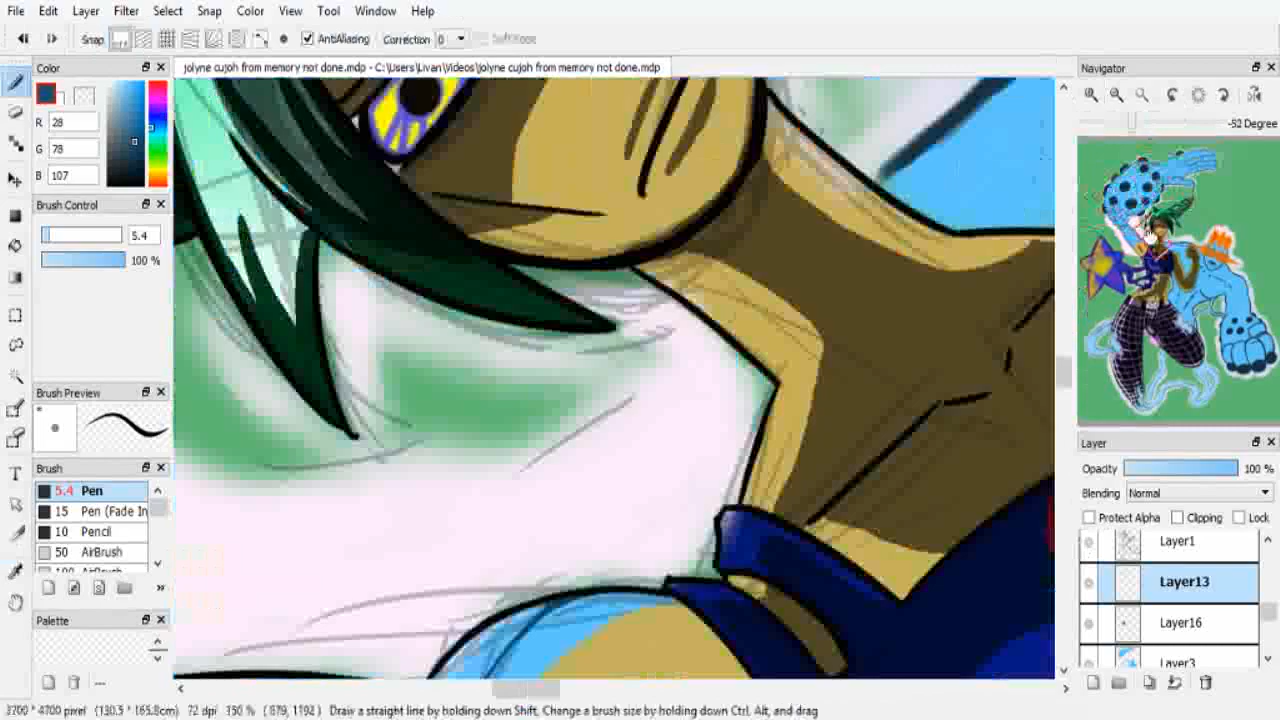 File Edit Layer Filter Select Snap Color View Tool Window Help
Snap AntiAliasing Correction 0 SoftEdge
Color
jolyne cujoh from memory not done.mdp - C:\Users\Livan\Videos\jolyne cujoh from memory not done.mdp
Navigator
R 28
G 78
B 107
-52 Degree
Brush Control
5.4
100 %
Brush Preview
Brush
5.4 Pen
15 Pen (Fade In
10 Pencil
50 AirBrush
100 AirBrush
Palette
Layer
Opacity 100 %
Blending Normal
Protect Alpha Clipping Lock
Layer1
Layer13
Layer16
Layer3
3700 * 4700 pixel (130.5 * 165.8cm) 72 dpi 350 % ( 879, 1192 ) Draw a straight line by holding down Shift, Change a brush size by holding down Ctrl, Alt, and drag